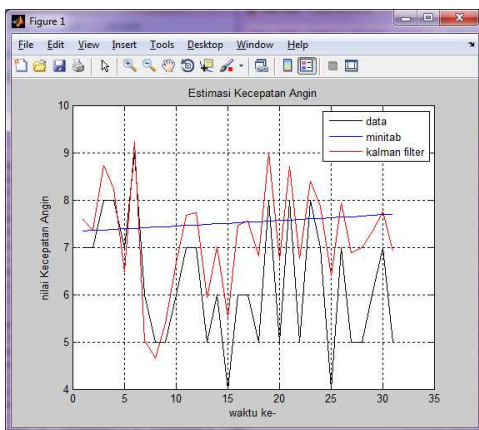 Figure 1
File Edit View Insert Tools Desktop Window Help
Estimasi Kecepatan Angin
data
minitab
kalman filter
nilai Kecepatan Angin
10
9
8
7
6
5
4
0 5 10 15 20 25 30 35
waktu ke-